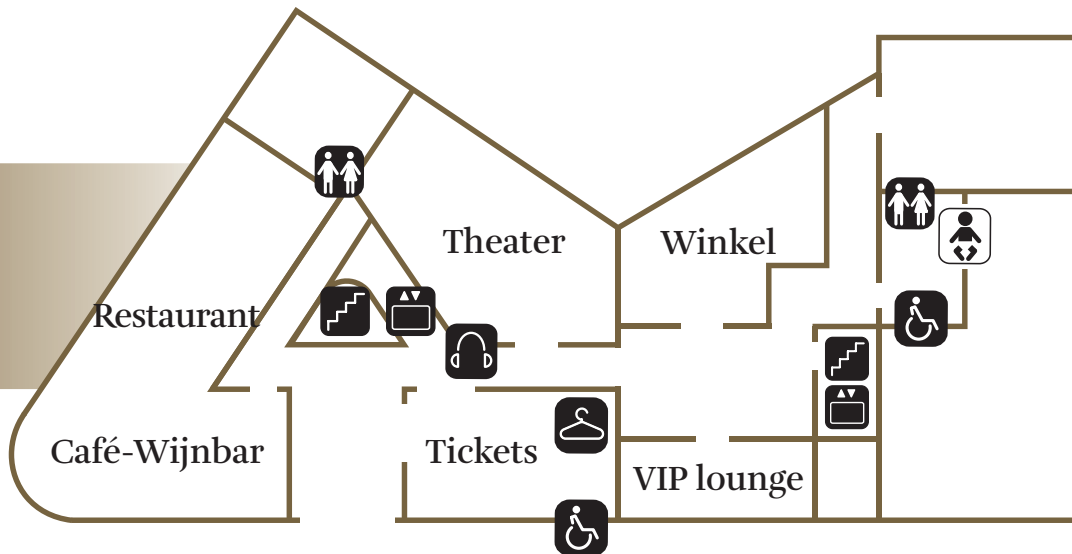 Theater
Winkel
Restaurant
Café-Wijnbar
Tickets
VIP lounge